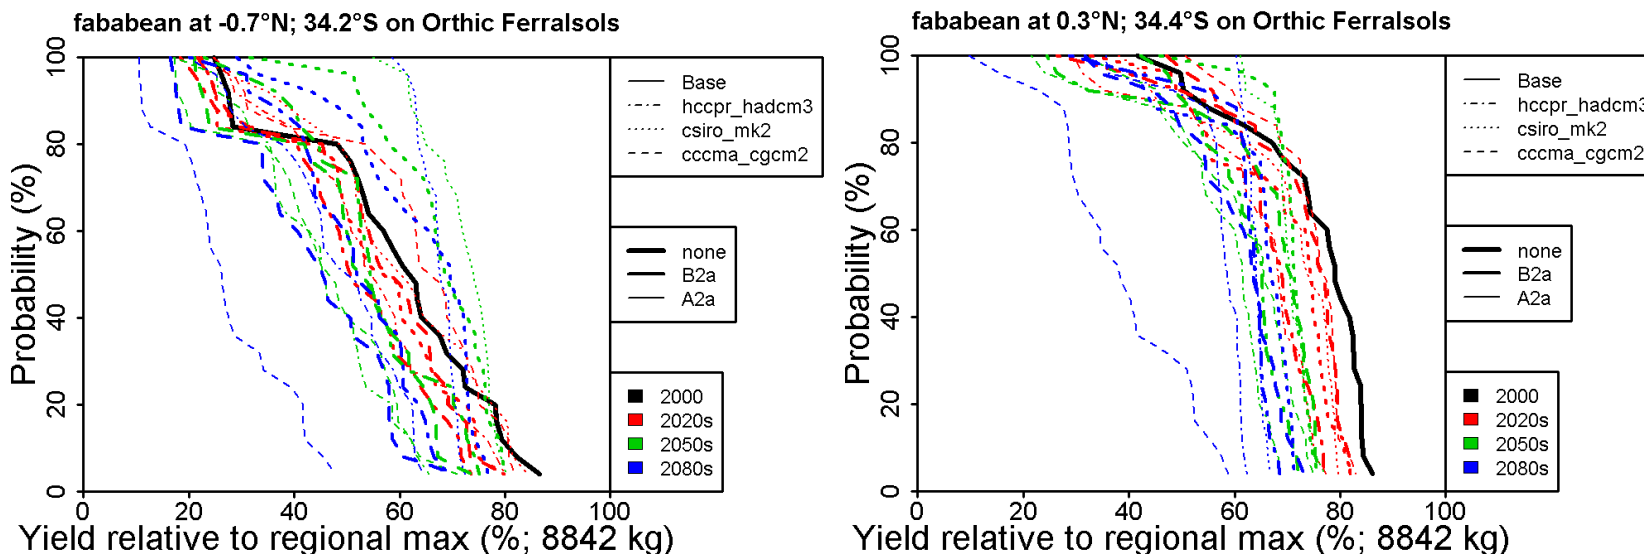 fababean at -0.7°N; 34.2°S on Orthic Ferralsols
Probability (%)
100
80
60
40
20
0
0 20 40 60 80 100
Yield relative to regional max (%; 8842 kg)
Base
hccpr_hadcm3
csiro_mk2
cccma_cgcm2
none
B2a
A2a
2000
2020s
2050s
2080s
fababean at 0.3°N; 34.4°S on Orthic Ferralsols
Probability (%)
100
80
60
40
20
0
0 20 40 60 80 100
Yield relative to regional max (%; 8842 kg)
Base
hccpr_hadcm3
csiro_mk2
cccma_cgcm2
none
B2a
A2a
2000
2020s
2050s
2080s